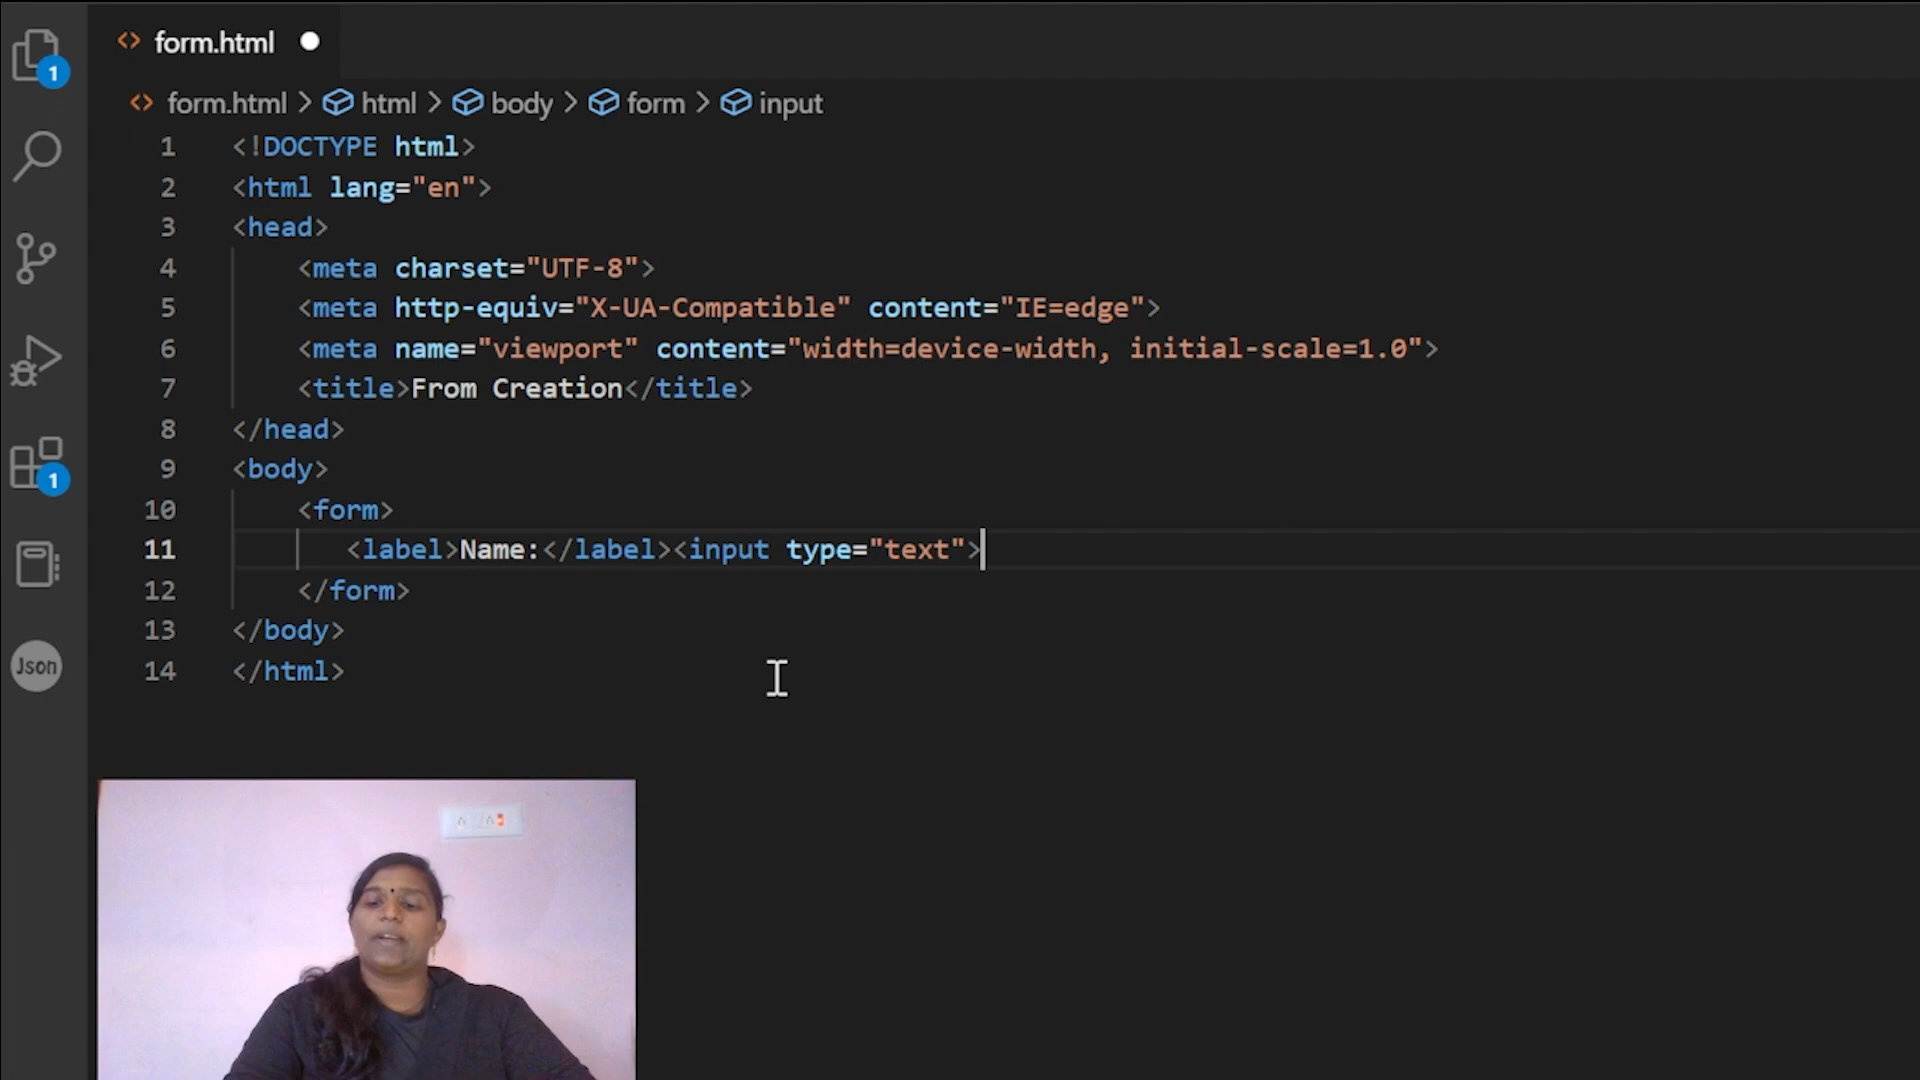 form.html
1
form.html > html > body > form > input
1 <!DOCTYPE html>
2 <html lang="en">
3 <head>
4 <meta charset="UTF-8">
5 <meta http-equiv="X-UA-Compatible" content="IE=edge">
6 <meta name="viewport" content="width=device-width, initial-scale=1.0">
7 <title>From Creation</title>
8 </head>
9 <body>
1
10 <form>
11 <label>Name:</label><input type="text">
12 </form>
13 </body>
14 </html>
Json